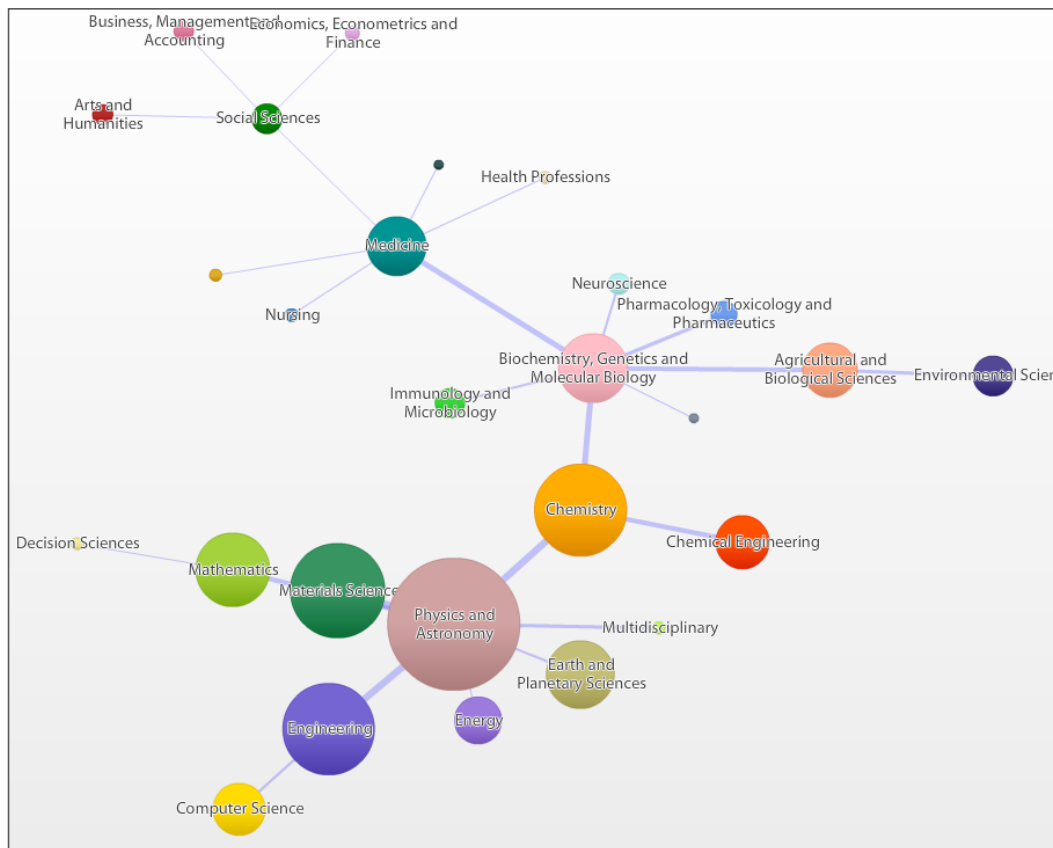 Business, Management and
Accounting
Economics, Econometrics and
Finance
Arts and
Humanities
Social Sciences
Health Professions
Medicine
Neuroscience
Nursing
Pharmacology, Toxicology and
Pharmaceutics
Biochemistry, Genetics and
Molecular Biology
Agricultural and
Biological Sciences
Environmental Scien
Immunology and
Microbiology
Chemistry
Chemical Engineering
Decision Sciences
Mathematics
Materials Science
Physics and
Astronomy
Multidisciplinary
Earth and
Planetary Sciences
Energy
Engineering
Computer Science